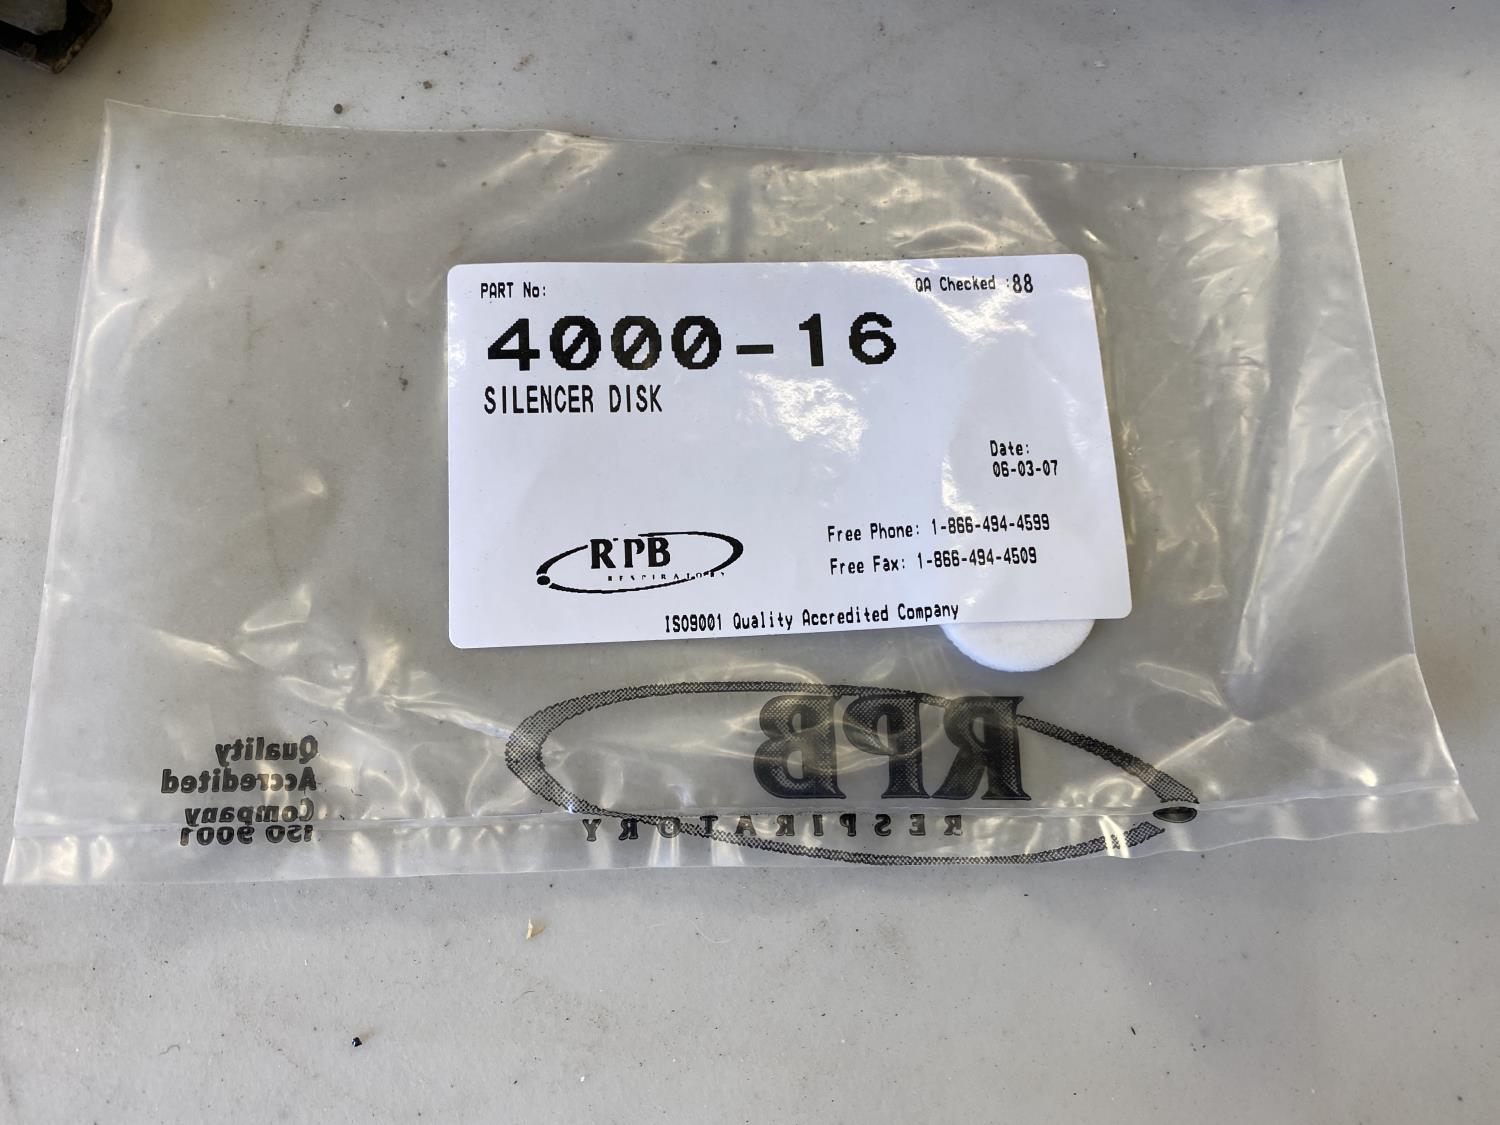 PART No:
QA Checked :88
4000-16
SILENCER DISK
Date:
06-03-07
Free Phone: 1-866-494-4599
Free Fax: 1-866-494-4509
RPB
RESPIRATORY
ISO9001 Quality Accredited Company
RPB
RESPIRATORY
Quality
Accredited
Company
ISO 9001